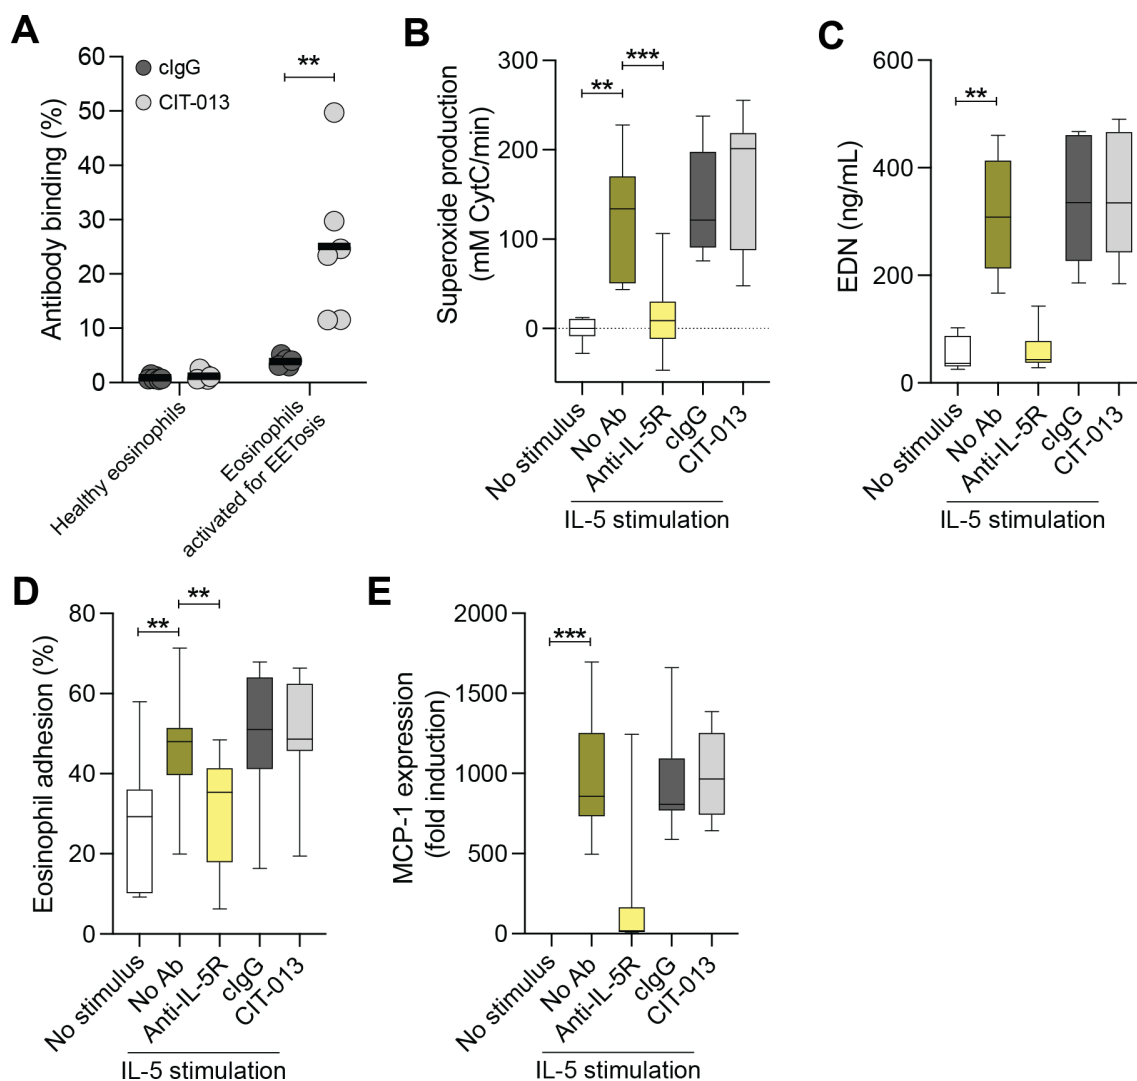 A
Antibody binding (%)
60
50
40
30
20
10
0
cIgG
CIT-013
**
Healthy eosinophils
Eosinophils
activated for EETosis
B
Superoxide production
(mM CytC/min)
300
200
100
0
**
***
No stimulus
No Ab
Anti-IL-5R
cIgG
CIT-013
IL-5 stimulation
C
EDN (ng/mL)
600
400
200
0
**
No stimulus
No Ab
Anti-IL-5R
cIgG
CIT-013
IL-5 stimulation
D
Eosinophil adhesion (%)
80
60
40
20
0
**
**
No stimulus
No Ab
Anti-IL-5R
cIgG
CIT-013
IL-5 stimulation
E
MCP-1 expression
(fold induction)
2000
1500
1000
500
0
***
No stimulus
No Ab
Anti-IL-5R
cIgG
CIT-013
IL-5 stimulation